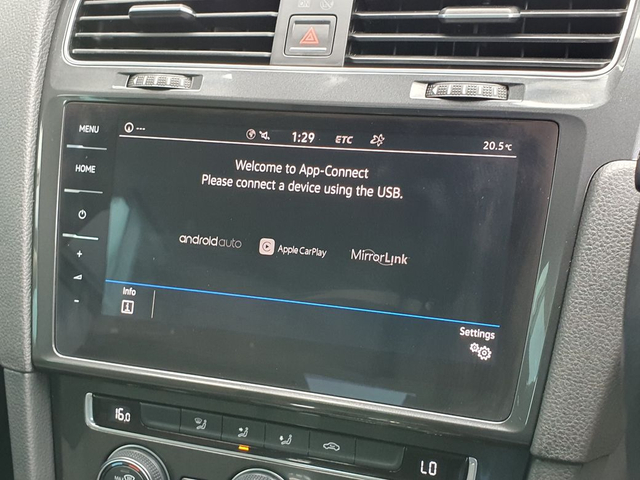 MENU
HOME
---
1:29
ETC
20.5°C
Welcome to App-Connect
Please connect a device using the USB.
androidauto
Apple CarPlay
MirrorLink
Info
Settings
+
-
16.0
LO